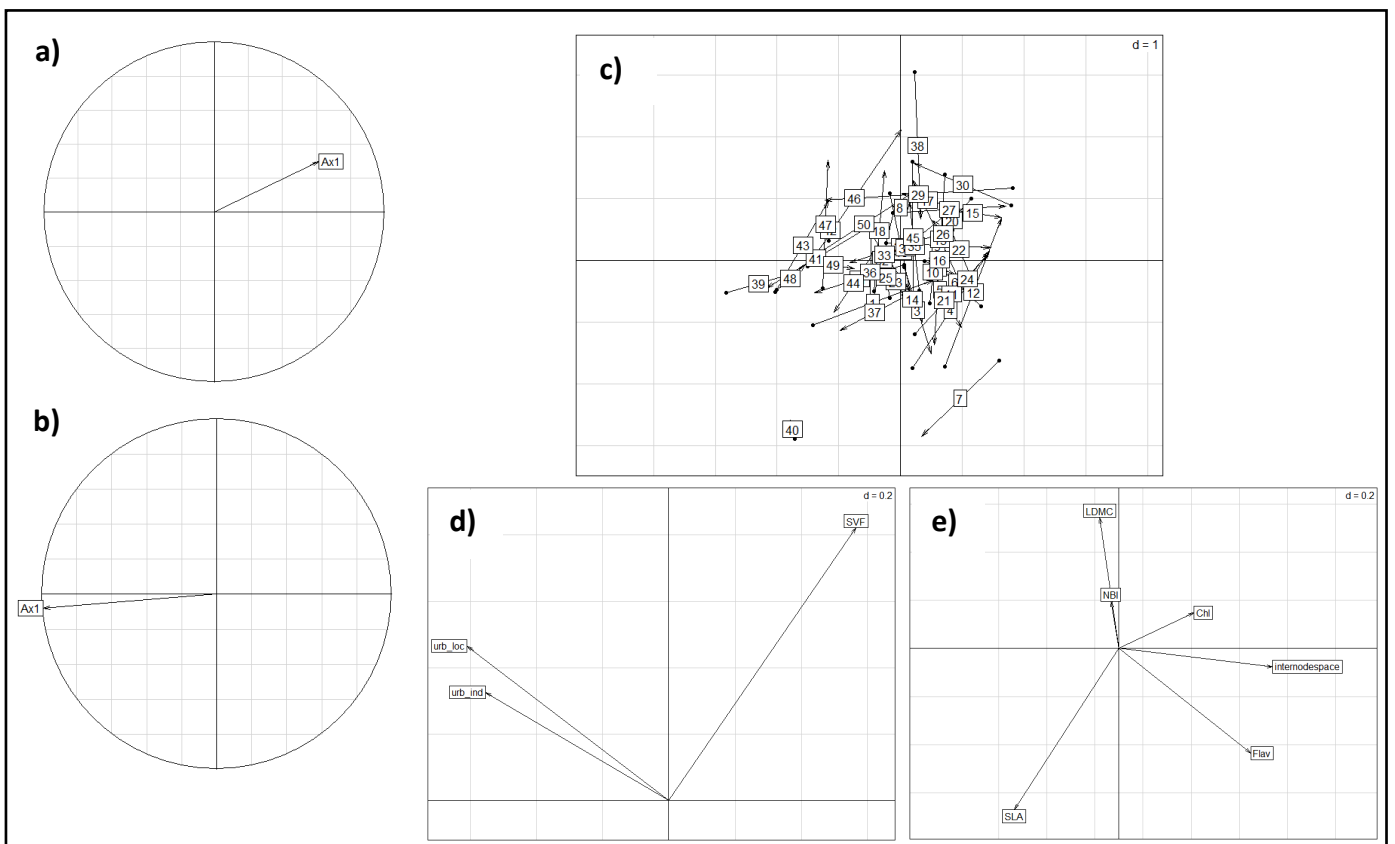 a)
Ax1
b)
Ax1
c)
d = 1
38
30
46
29
27
15
8
47
50
18
20
43
45
26
41
33
22
49
16
39
48
36
25
10
44
24
12
14
21
37
3
4
7
40
d)
d = 0.2
SVF
urb_loc
urb_ind
e)
d = 0.2
LDMC
NBI
Chl
internodespace
Flav
SLA